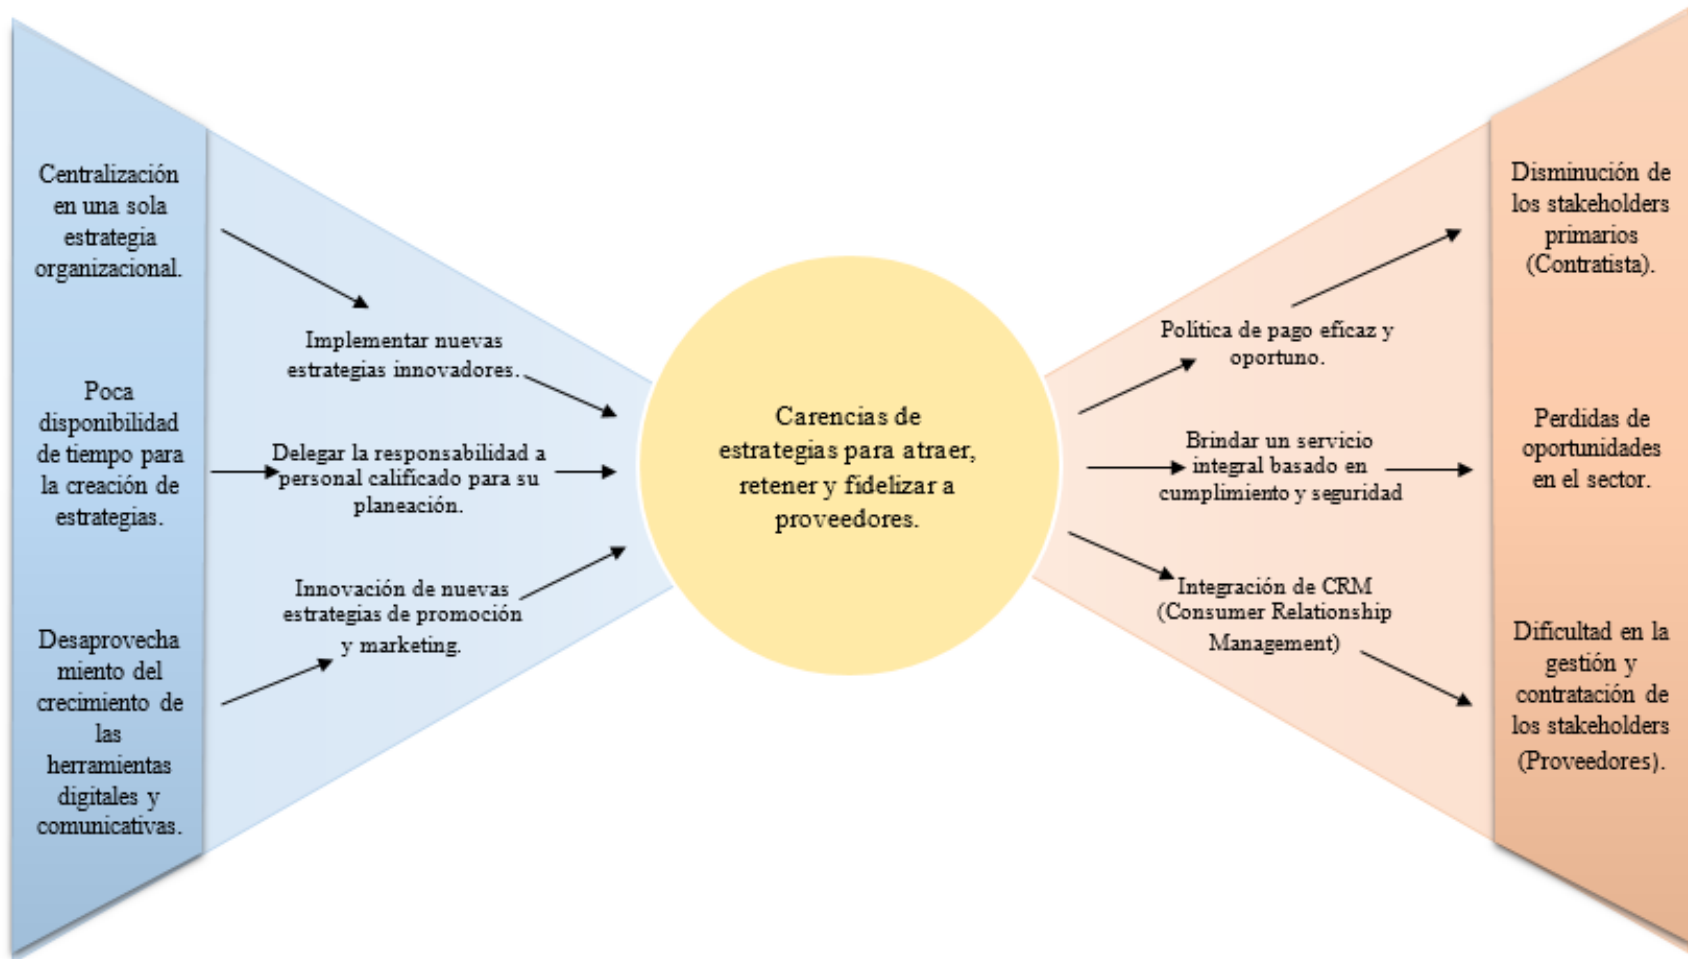 Centralización
en una sola
estrategia
organizacional.
Poca
disponibilidad
de tiempo para
la creación de
estrategias.
Desaprovecha
miento del
crecimiento de
las
herramientas
digitales y
comunicativas.
Implementar nuevas
estrategias innovadores.
Delegar la responsabilidad a
personal calificado para su
planeación.
Innovación de nuevas
estrategias de promoción
y marketing.
Carencias de
estrategias para atraer,
retener y fidelizar a
proveedores.
Política de pago eficaz y
oportuno.
Brindar un servicio
integral basado en
cumplimiento y seguridad
Integración de CRM
(Consumer Relationship
Management)
Disminución de
los stakeholders
primarios
(Contratista).
Perdidas de
oportunidades
en el sector.
Dificultad en la
gestión y
contratación de
los stakeholders
(Proveedores).